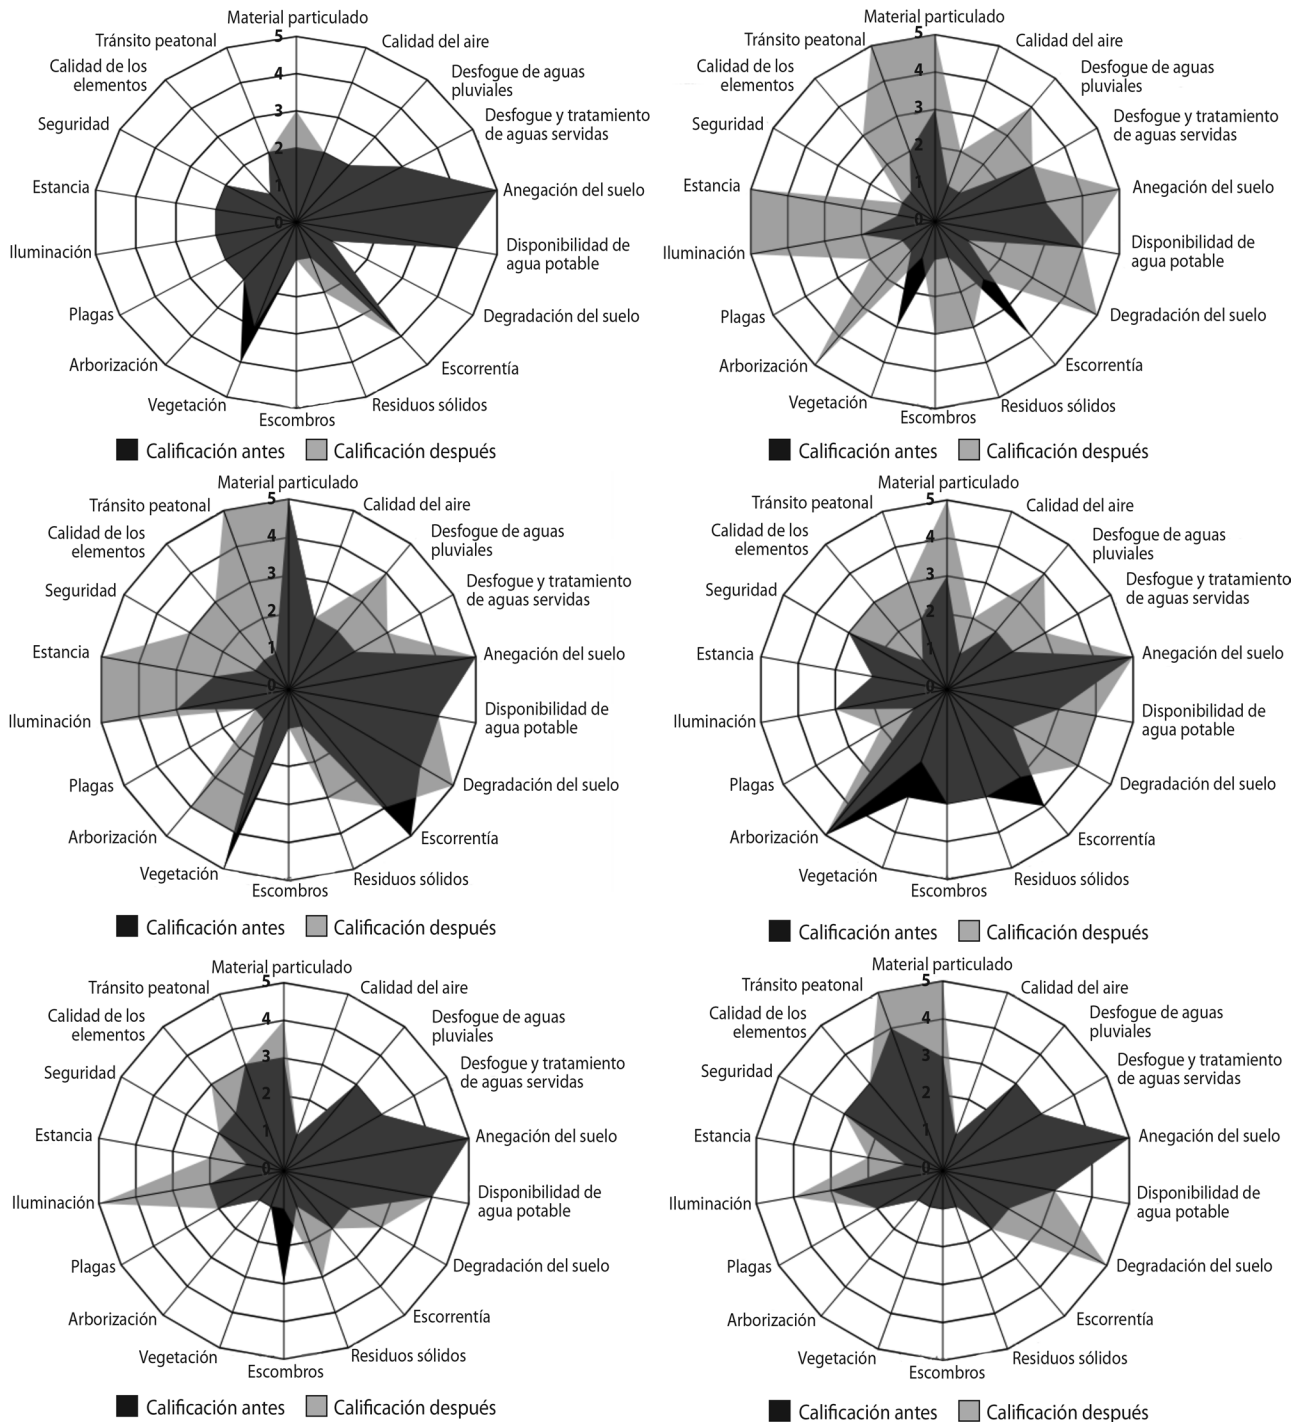 Material particulado
Calidad del aire
Desfogue de aguas
pluviales
Desfogue y tratamiento
de aguas servidas
Anegación del suelo
Disponibilidad de
agua potable
Degradación del suelo
Escorrentía
Residuos sólidos
Escombros
Vegetación
Arborización
Plagas
Iluminación
Estancia
Seguridad
Calidad de los
elementos
Tránsito peatonal
5
4
3
2
1
0
Calificación antes
Calificación después
Material particulado
Calidad del aire
Desfogue de aguas
pluviales
Desfogue y tratamiento
de aguas servidas
Anegación del suelo
Disponibilidad de
agua potable
Degradación del suelo
Escorrentía
Residuos sólidos
Escombros
Vegetación
Arborización
Plagas
Iluminación
Estancia
Seguridad
Calidad de los
elementos
Tránsito peatonal
5
4
3
2
1
0
Calificación antes
Calificación después
Material particulado
Calidad del aire
Desfogue de aguas
pluviales
Desfogue y tratamiento
de aguas servidas
Anegación del suelo
Disponibilidad de
agua potable
Degradación del suelo
Escorrentía
Residuos sólidos
Escombros
Vegetación
Arborización
Plagas
Iluminación
Estancia
Seguridad
Calidad de los
elementos
Tránsito peatonal
5
4
3
2
1
0
Calificación antes
Calificación después
Material particulado
Calidad del aire
Desfogue de aguas
pluviales
Desfogue y tratamiento
de aguas servidas
Anegación del suelo
Disponibilidad de
agua potable
Degradación del suelo
Escorrentía
Residuos sólidos
Escombros
Vegetación
Arborización
Plagas
Iluminación
Estancia
Seguridad
Calidad de los
elementos
Tránsito peatonal
5
4
3
2
1
0
Calificación antes
Calificación después
Material particulado
Calidad del aire
Desfogue de aguas
pluviales
Desfogue y tratamiento
de aguas servidas
Anegación del suelo
Disponibilidad de
agua potable
Degradación del suelo
Escorrentía
Residuos sólidos
Escombros
Vegetación
Arborización
Plagas
Iluminación
Estancia
Seguridad
Calidad de los
elementos
Tránsito peatonal
5
4
3
2
1
0
Calificación antes
Calificación después
Material particulado
Calidad del aire
Desfogue de aguas
pluviales
Desfogue y tratamiento
de aguas servidas
Anegación del suelo
Disponibilidad de
agua potable
Degradación del suelo
Escorrentía
Residuos sólidos
Escombros
Vegetación
Arborización
Plagas
Iluminación
Estancia
Seguridad
Calidad de los
elementos
Tránsito peatonal
5
4
3
2
1
0
Calificación antes
Calificación después